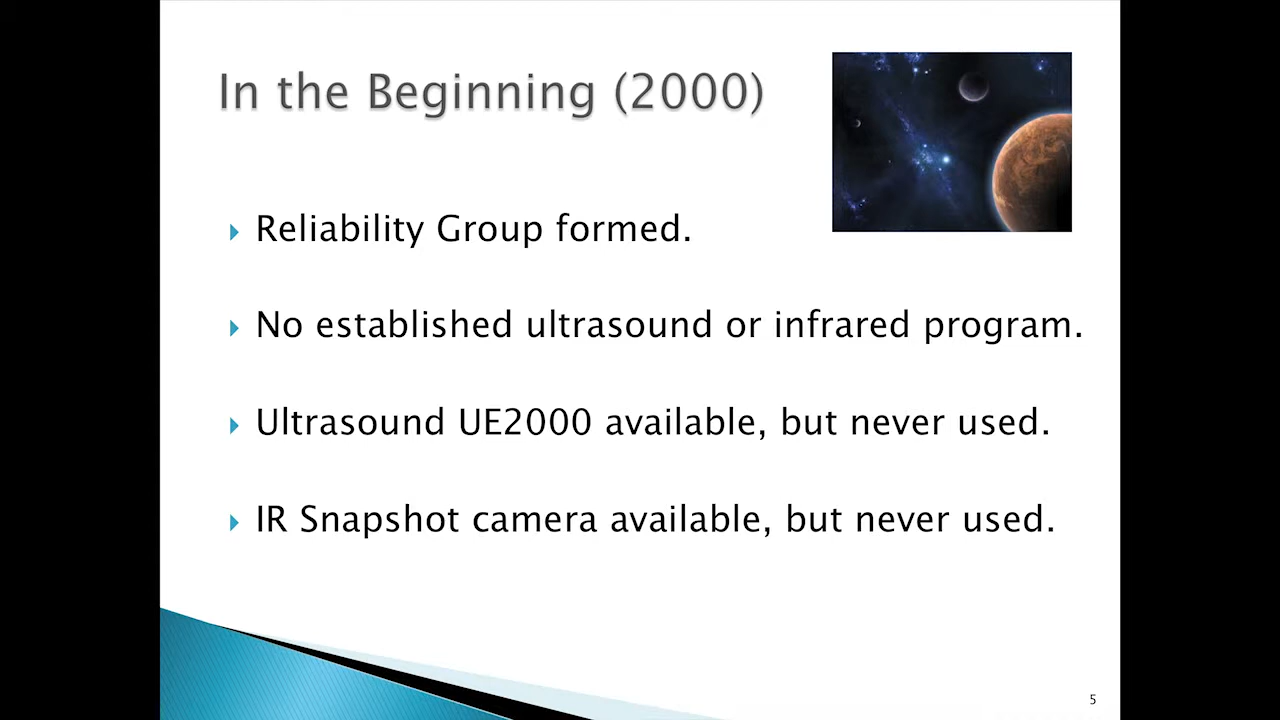 In the Beginning (2000)
Reliability Group formed.
No established ultrasound or infrared program.
Ultrasound UE2000 available, but never used.
IR Snapshot camera available, but never used.
5